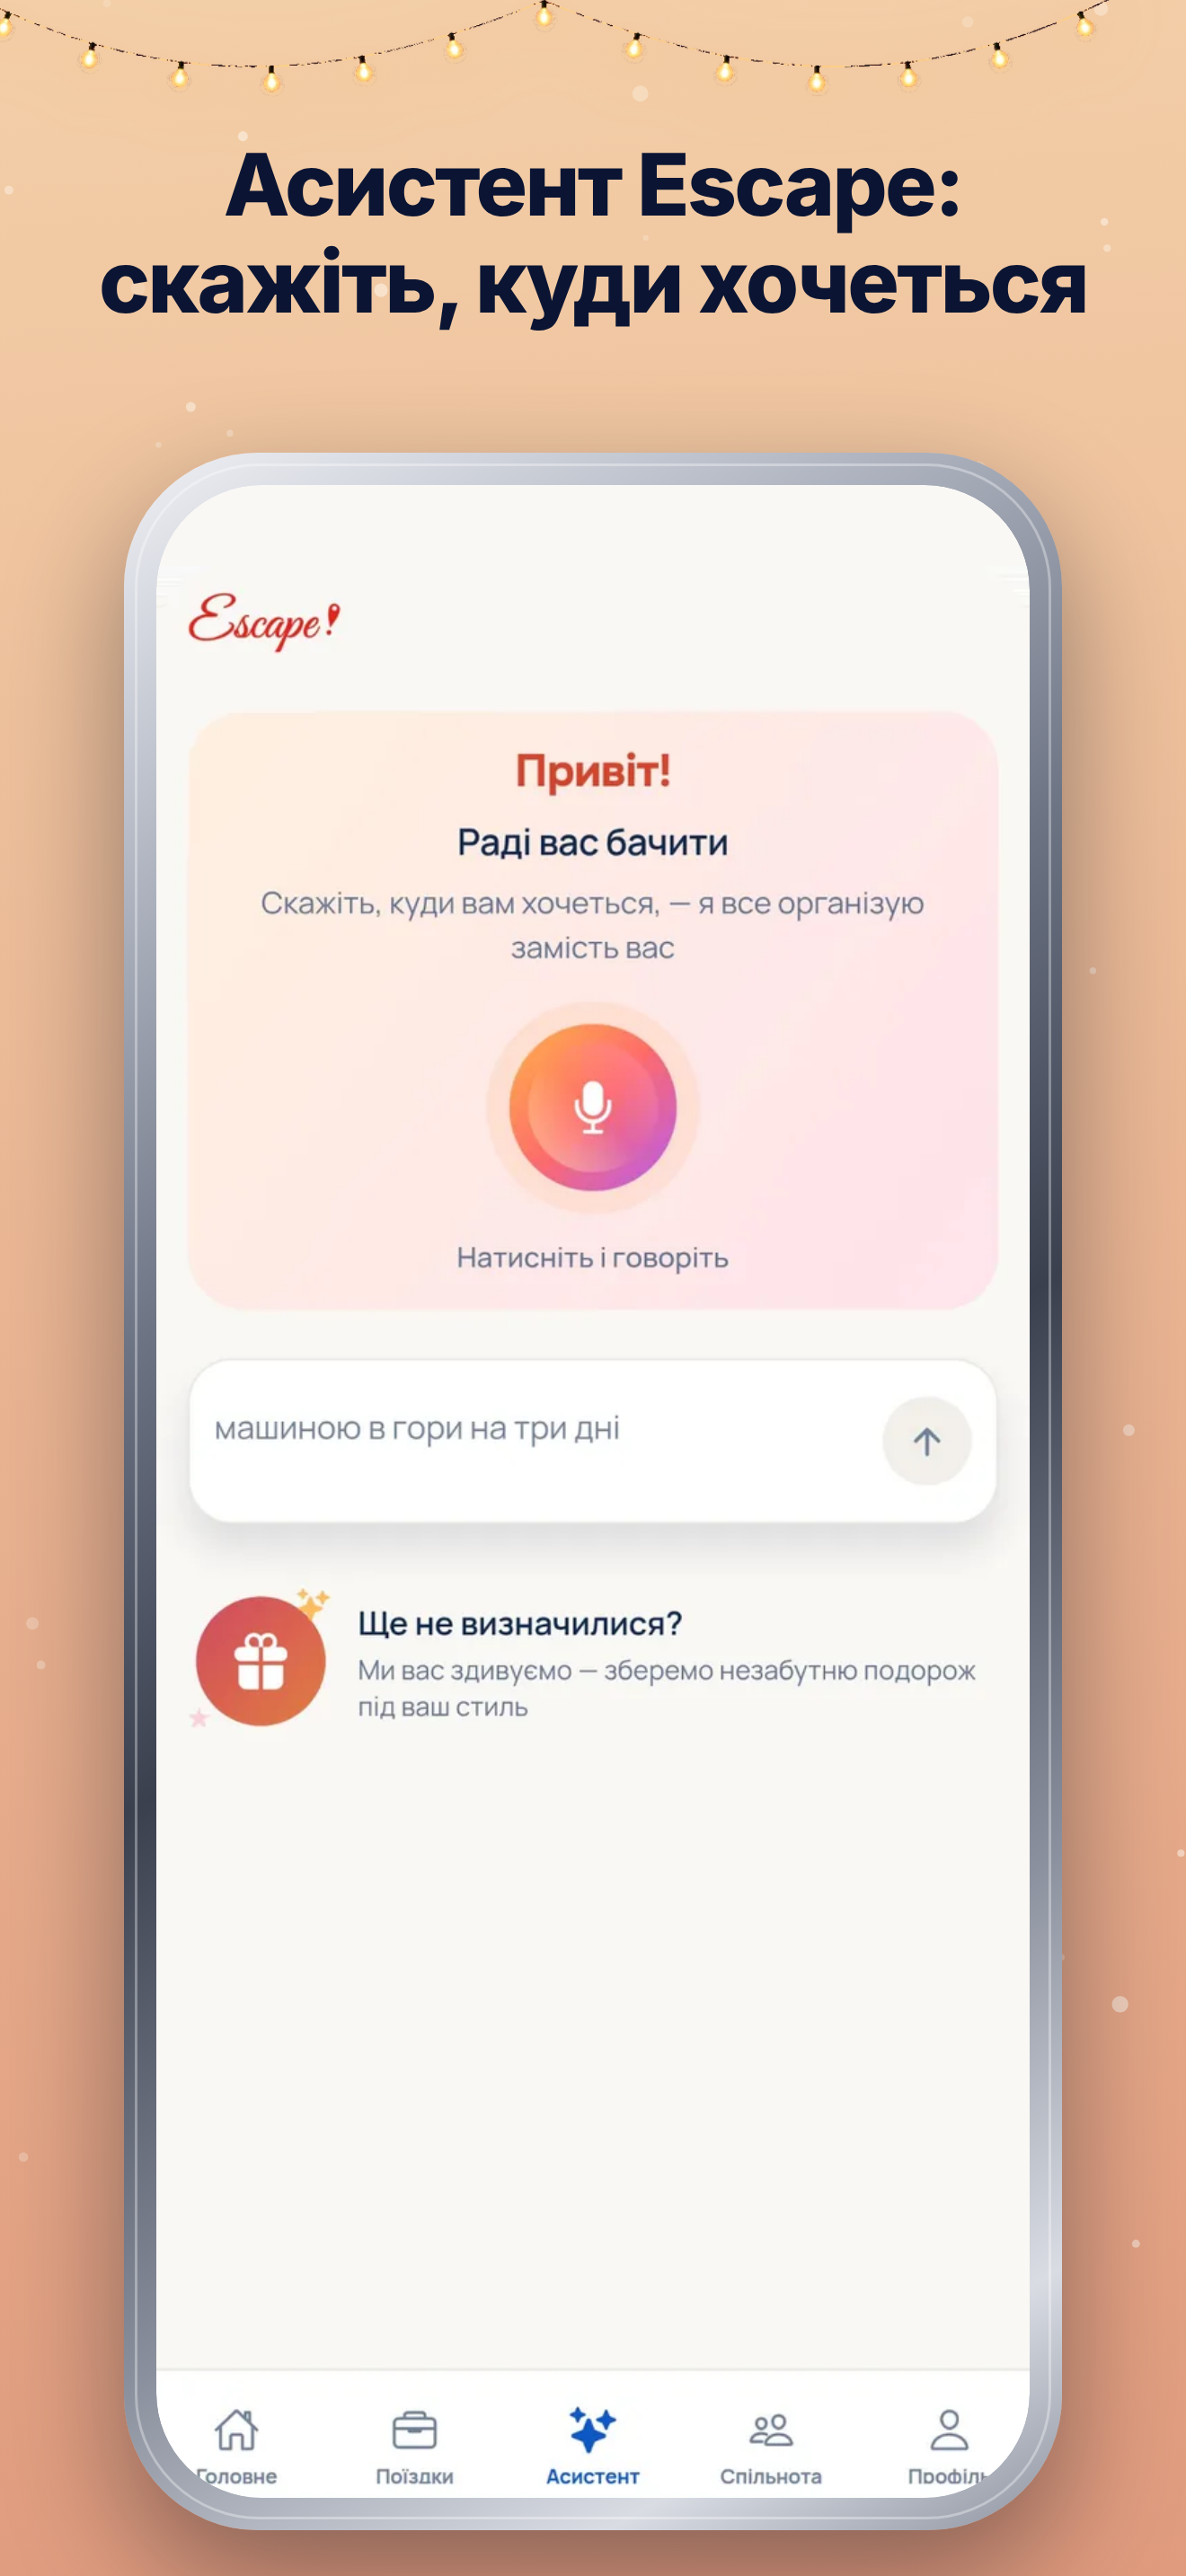 Асистент Escape:
скажіть, куди хочеться
Escape!
Привіт!
Раді вас бачити
Скажіть, куди вам хочеться, — я все організую
замість вас
Натисніть і говоріть
машиною в гори на три дні
Ще не визначилися?
Ми вас здивуємо — зберемо незабутню подорож
під ваш стиль
Головне
Поїздки
Асистент
Спільнота
Профіль